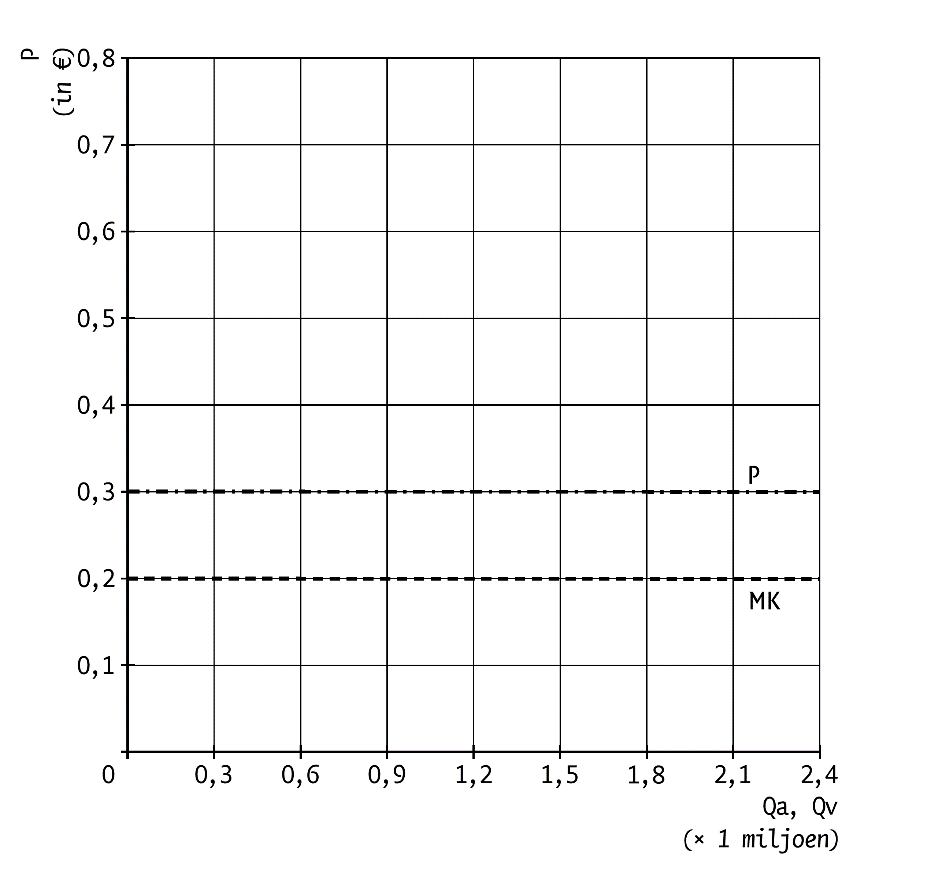 P
(in €)
0,8
0,7
0,6
0,5
0,4
P
0,3
0,2
MK
0,1
0 0,3 0,6 0,9 1,2 1,5 1,8 2,1 2,4
Qa, Qv
(× 1 miljoen)